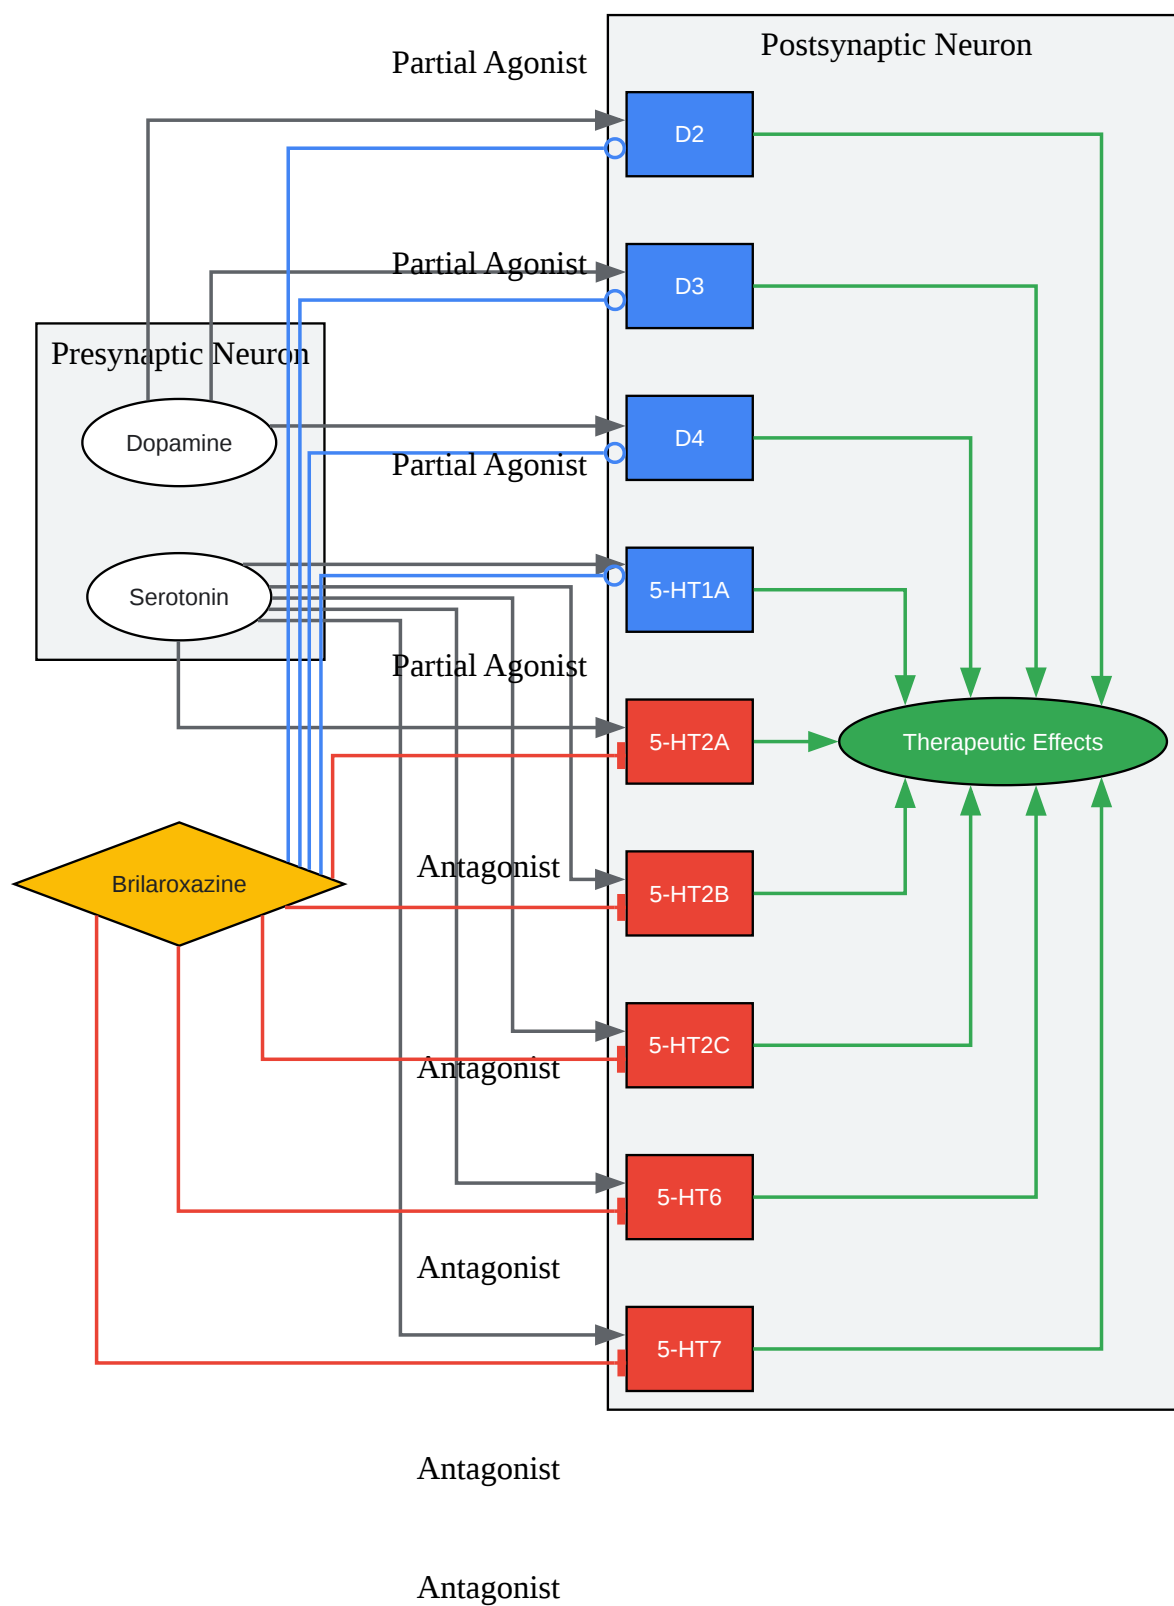 Postsynaptic Neuron
Partial Agonist
D2
Partial Agonist
D3
Presynaptic Neuron
Dopamine
D4
Partial Agonist
Serotonin
5-HT1A
Partial Agonist
5-HT2A
Therapeutic Effects
Antagonist
Brilaroxazine
5-HT2B
5-HT2C
Antagonist
5-HT6
Antagonist
5-HT7
Antagonist
Antagonist